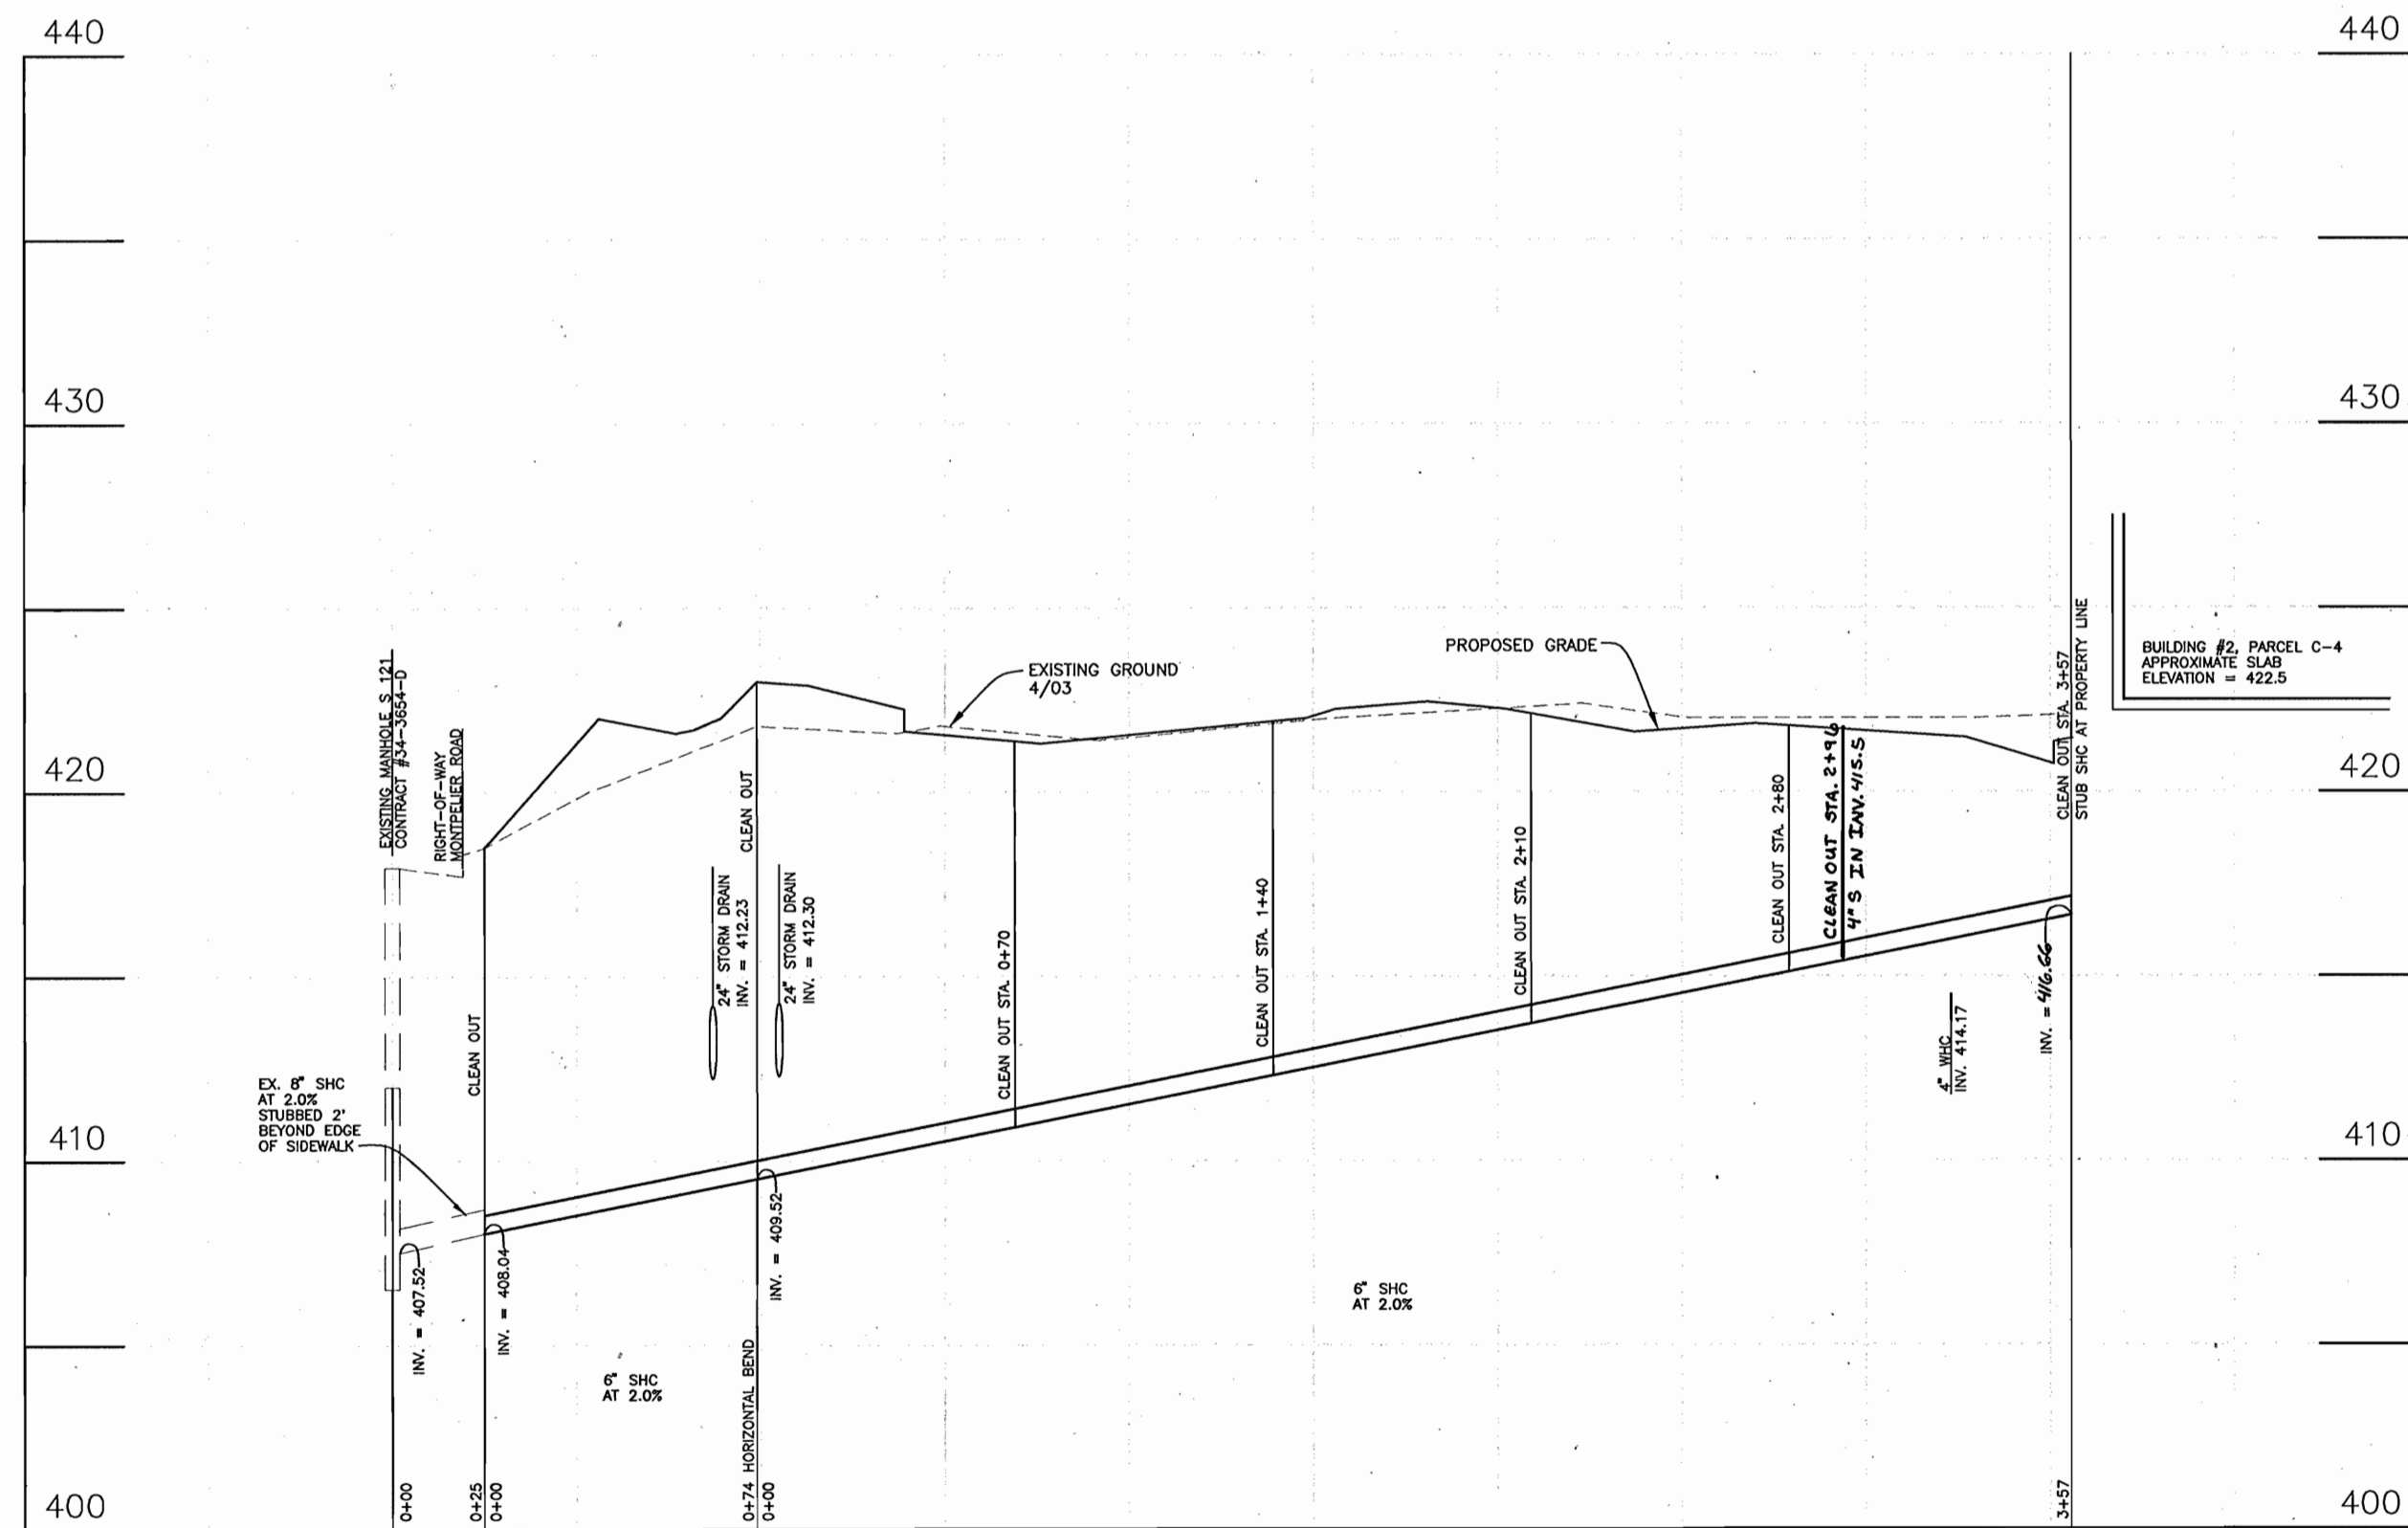 440
440
430
430
420
420
410
410
400
400
EXISTING MANHOLE S 121
CONTRACT #34-3654-D
RIGHT-OF-WAY
MONTPELIER ROAD
EX. 8" SHC
AT 2.0%
STUBBED 2'
BEYOND EDGE
OF SIDEWALK
INV. = 407.52
CLEAN OUT
INV. = 408.04
6" SHC
AT 2.0%
24" STORM DRAIN
INV. = 412.23
CLEAN OUT
24" STORM DRAIN
INV. = 412.30
INV. = 409.52
EXISTING GROUND
4/03
CLEAN OUT STA. 0+70
CLEAN OUT STA. 1+40
6" SHC
AT 2.0%
PROPOSED GRADE
CLEAN OUT STA. 2+10
CLEAN OUT STA. 2+80
CLEAN OUT STA. 2+96
4" S IN INV. 415.5
4" WHC
INV. 414.17
INV. = 416.66
CLEAN OUT STA. 3+57
STUB SHC AT PROPERTY LINE
BUILDING #2, PARCEL C-4
APPROXIMATE SLAB
ELEVATION = 422.5
0+00
0+25
0+00
0+74 HORIZONTAL BEND
0+00
3+57